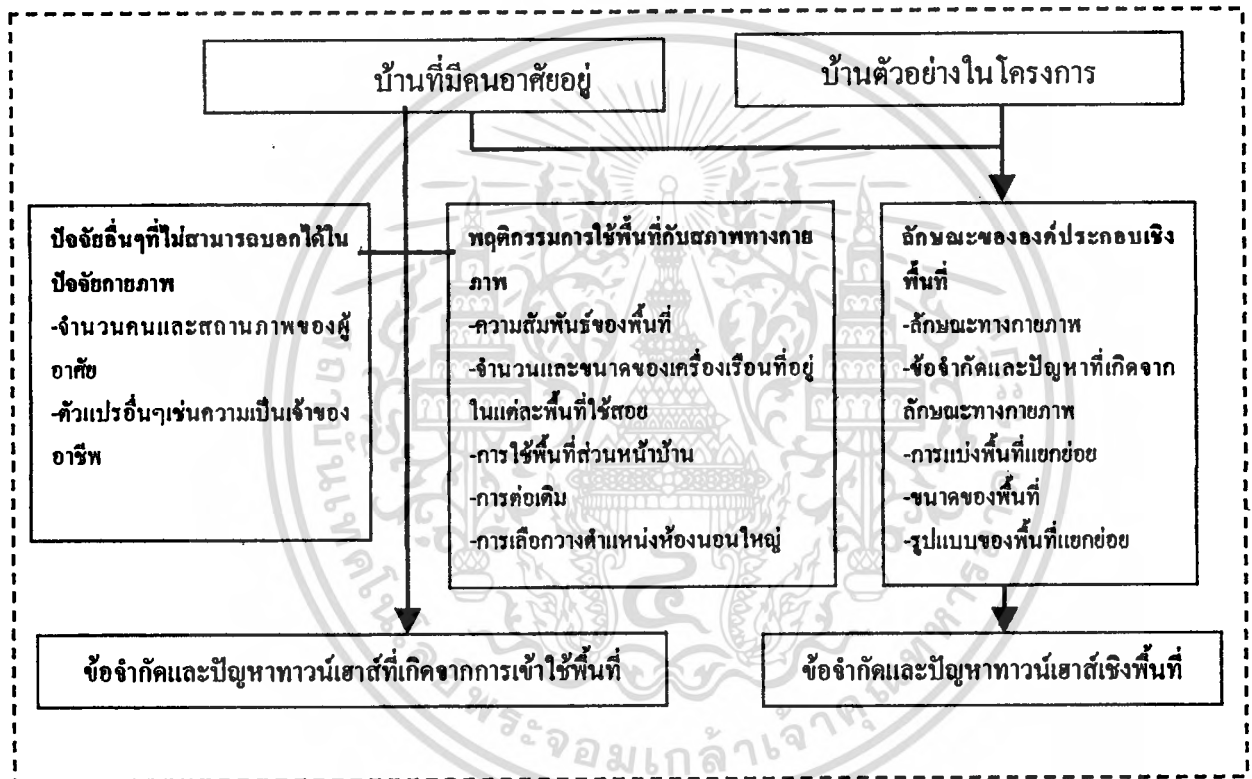 บ้านที่มีคนอาศัยอยู่
บ้านตัวอย่างในโครงการ
ปัจจัยอื่นๆที่ไม่สามารถบอกได้ใน
ปัจจัยกายภาพ
-จำนวนคนและสถานภาพของผู้
อาศัย
-ตัวแปรอื่นๆเช่นความเป็นเจ้าของ
อาชีพ
พฤติกรรมการใช้พื้นที่กับสภาพทางกาย
ภาพ
-ความสัมพันธ์ของพื้นที่
-จำนวนและขนาดของเครื่องเรือนที่อยู่
ในแต่ละพื้นที่ใช้สอย
-การใช้พื้นที่ส่วนหน้าบ้าน
-การต่อเติม
-การเลือกวางตำแหน่งห้องนอนใหญ่
ลักษณะขององค์ประกอบเชิง
พื้นที่
-ลักษณะทางกายภาพ
-ข้อจำกัดและปัญหาที่เกิดจาก
ลักษณะทางกายภาพ
-การแบ่งพื้นที่แยกย่อย
-ขนาดของพื้นที่
-รูปแบบของพื้นที่แยกย่อย
ข้อจำกัดและปัญหาทาวน์เฮาส์ที่เกิดจากการเข้าใช้พื้นที่
ข้อจำกัดและปัญหาทาวน์เฮาส์เชิงพื้นที่